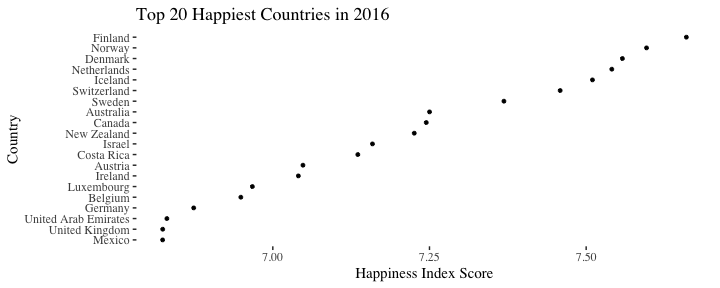 Top 20 Happiest Countries in 2016
Finland
Norway
Denmark
Netherlands
Iceland
Switzerland
Sweden
Australia
Canada
New Zealand
Israel
Costa Rica
Austria
Ireland
Luxembourg
Belgium
Germany
United Arab Emirates
United Kingdom
Mexico
Country
7.00 7.25 7.50
Happiness Index Score